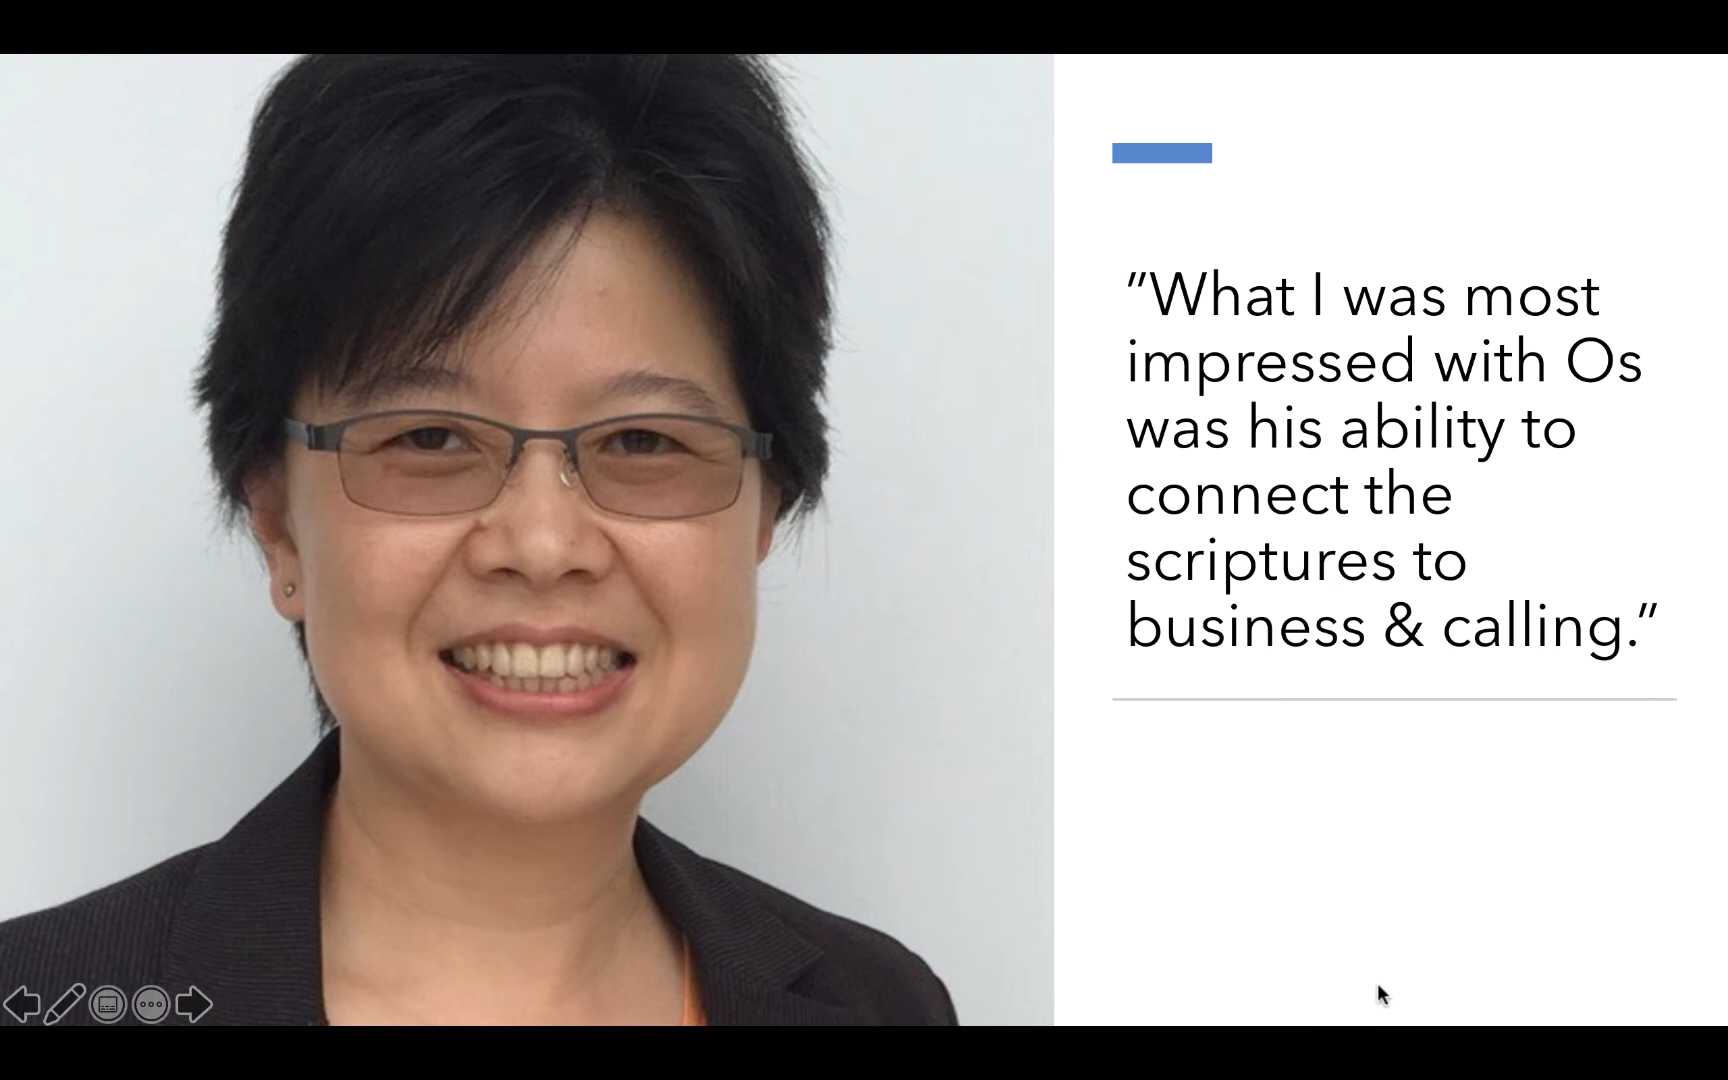 "What I was most
impressed with Os
was his ability to
connect the
scriptures to
business & calling."